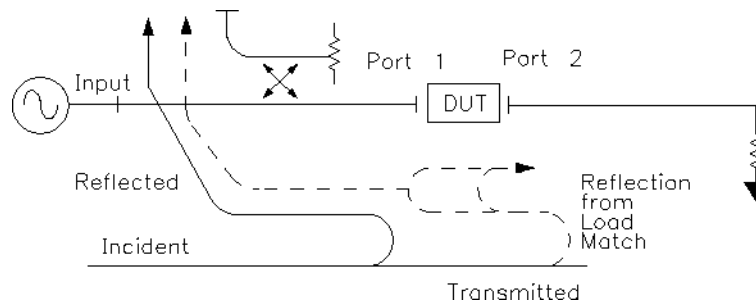 Port 1
Port 2
Input
DUT
Reflected
Reflection
from
Load
Match
Incident
Transmitted